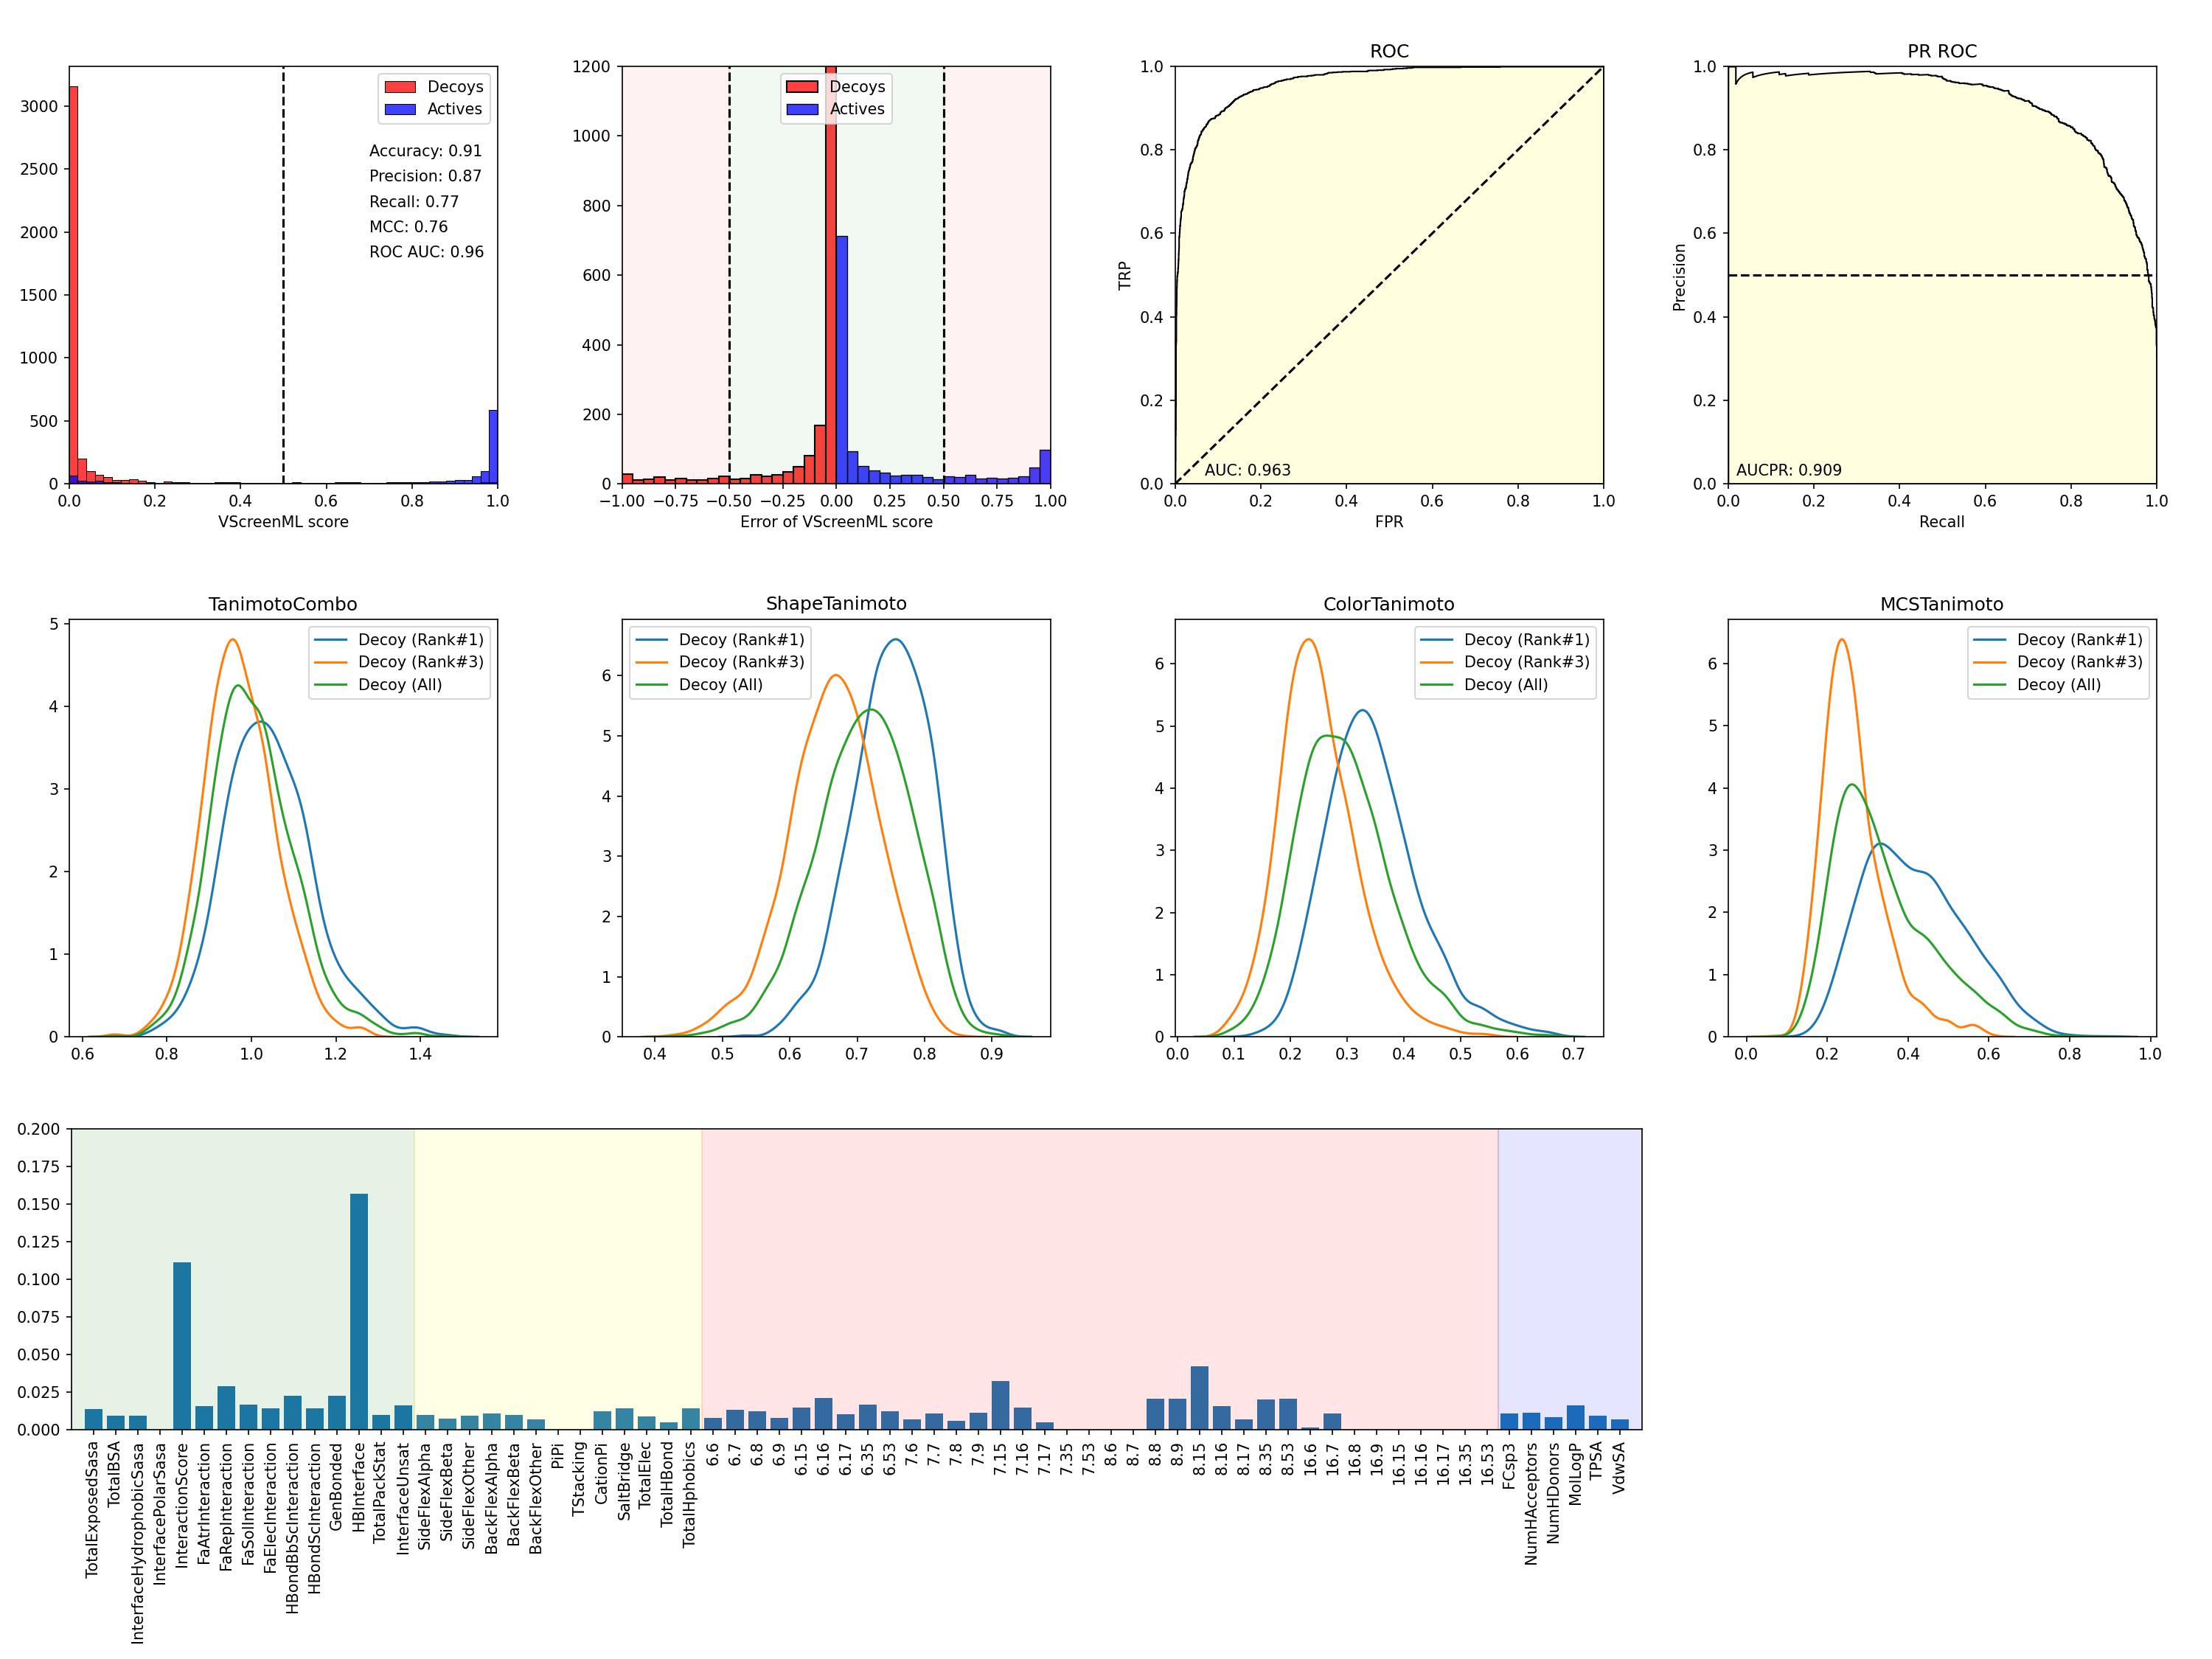 3000
2500
2000
1500
1000
500
0
0.0 0.2 0.4 0.6 0.8 1.0
VScreenML score
Decoys
Actives
Accuracy: 0.91
Precision: 0.87
Recall: 0.77
MCC: 0.76
ROC AUC: 0.96
1200
1000
800
600
400
200
0
−1.00 −0.75 −0.50 −0.25 0.00 0.25 0.50 0.75 1.00
Error of VScreenML score
Decoys
Actives
ROC
1.0
0.8
0.6
0.4
0.2
0.0
TRP
AUC: 0.963
0.0 0.2 0.4 0.6 0.8 1.0
FPR
PR ROC
1.0
0.8
0.6
0.4
0.2
0.0
Precision
AUCPR: 0.909
0.0 0.2 0.4 0.6 0.8 1.0
Recall
TanimotoCombo
Decoy (Rank#1)
Decoy (Rank#3)
Decoy (All)
5
4
3
2
1
0
0.6 0.8 1.0 1.2 1.4
ShapeTanimoto
Decoy (Rank#1)
Decoy (Rank#3)
Decoy (All)
6
5
4
3
2
1
0
0.4 0.5 0.6 0.7 0.8 0.9
ColorTanimoto
Decoy (Rank#1)
Decoy (Rank#3)
Decoy (All)
6
5
4
3
2
1
0
0.0 0.1 0.2 0.3 0.4 0.5 0.6 0.7
MCSTanimoto
Decoy (Rank#1)
Decoy (Rank#3)
Decoy (All)
6
5
4
3
2
1
0
0.0 0.2 0.4 0.6 0.8 1.0
0.200
0.175
0.150
0.125
0.100
0.075
0.050
0.025
0.000
TotalExposedSasa
TotalBSA
InterfaceHydrophobicSasa
InterfacePolarSasa
InteractionScore
FaAtrInteraction
FaRepInteraction
FaSolInteraction
FaElecInteraction
HBondBbScInteraction
HBondScInteraction
GenBonded
HBInterface
TotalPackStat
InterfaceUnsat
SideFlexAlpha
SideFlexBeta
SideFlexOther
BackFlexAlpha
BackFlexBeta
BackFlexOther
PiPi
TStacking
CationPi
SaltBridge
TotalElec
TotalHBond
TotalHphobics
6.6
6.7
6.8
6.9
6.15
6.16
6.17
6.35
6.53
7.6
7.7
7.8
7.9
7.15
7.16
7.17
7.35
7.53
8.6
8.7
8.8
8.9
8.15
8.16
8.17
8.35
8.53
16.6
16.7
16.8
16.9
16.15
16.16
16.17
16.35
16.53
FCsp3
NumHAcceptors
NumHDonors
MolLogP
TPSA
VdwSA